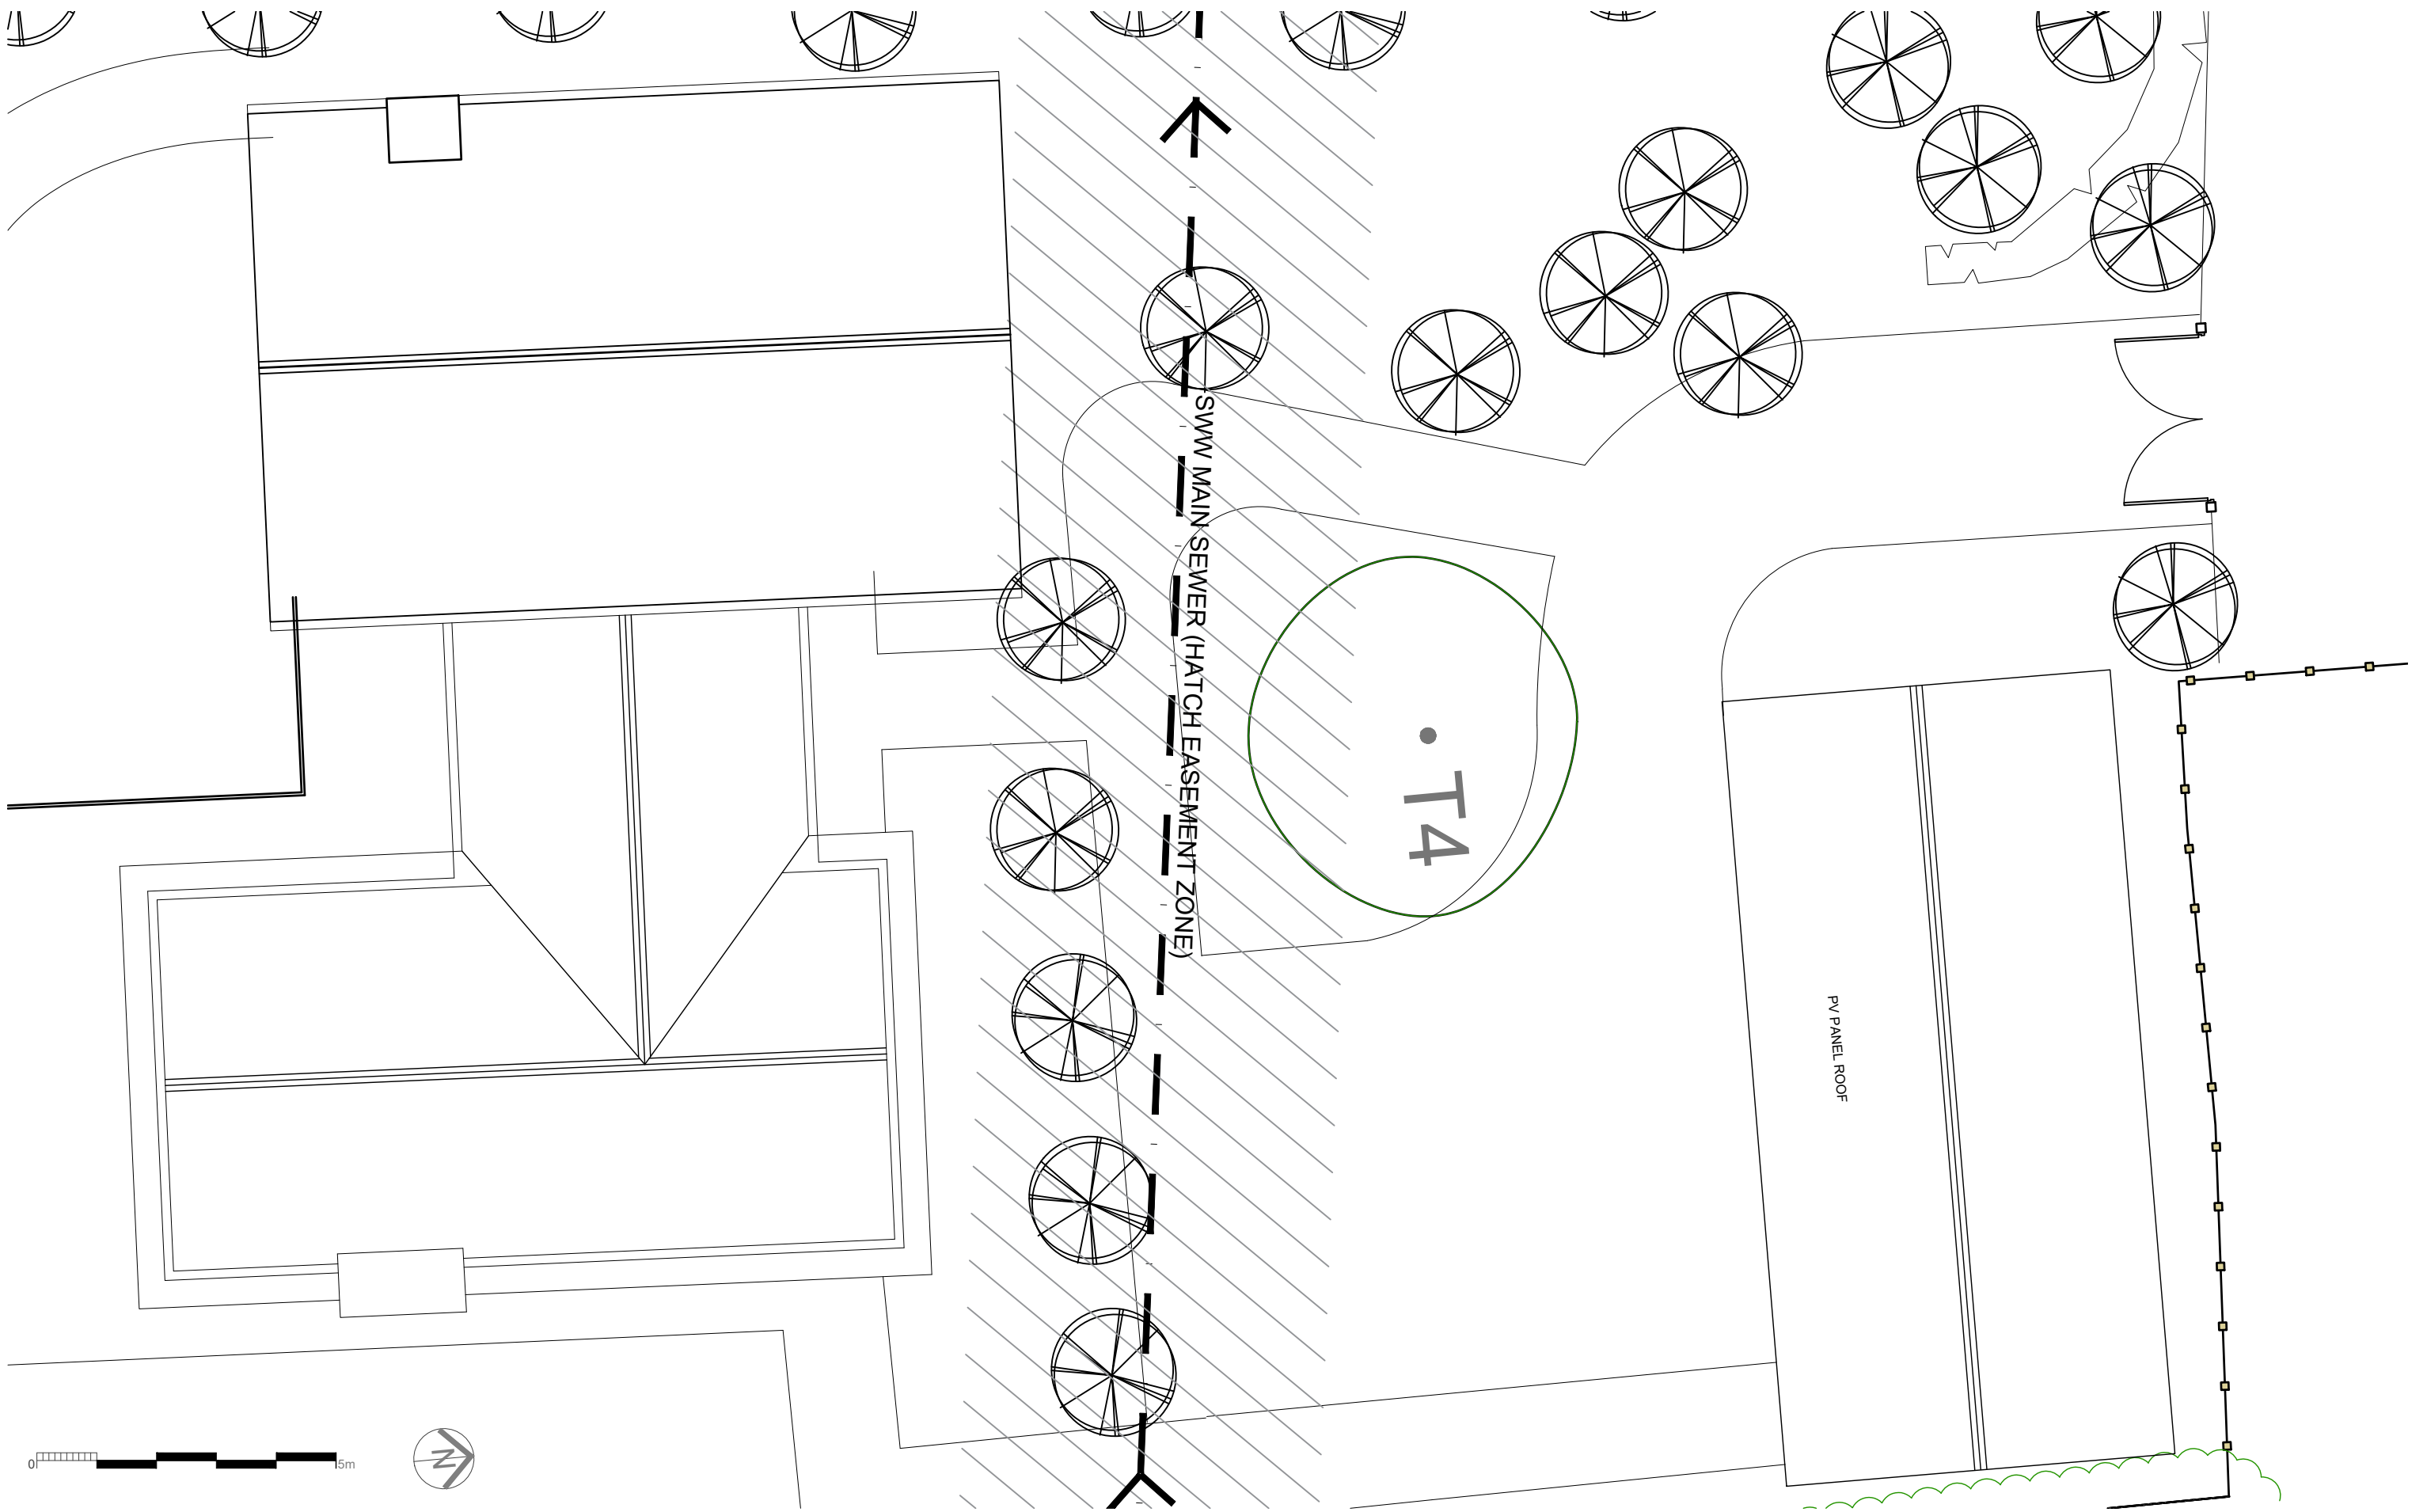 SWW MAIN SEWER (HATCH EASEMENT ZONE)
T4
PV PANEL ROOF
0 5m
N